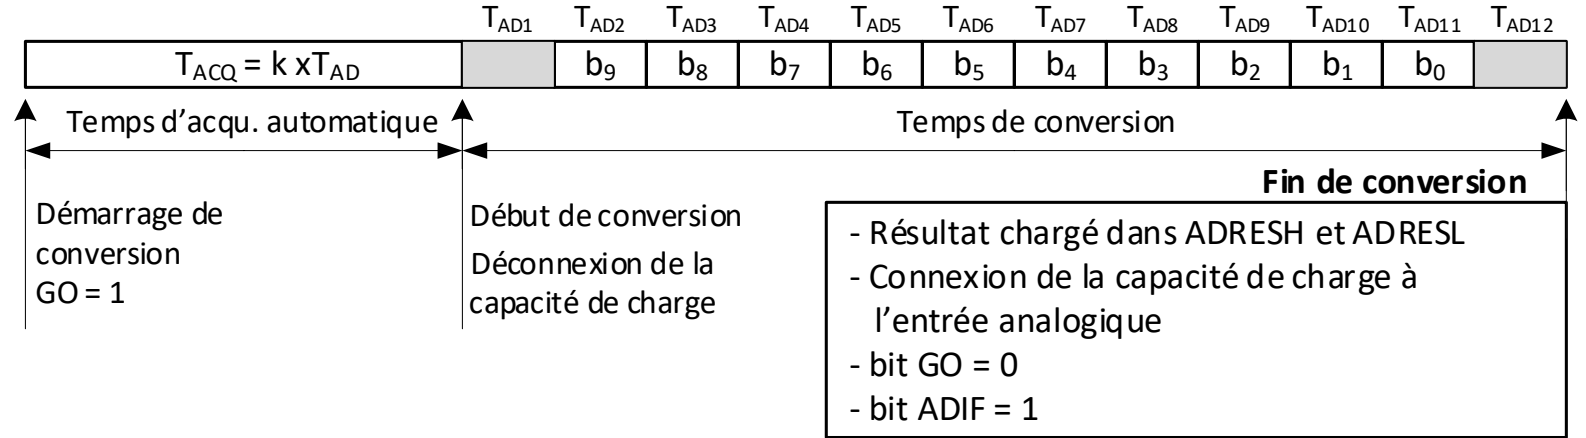 TAD1 TAD2 TAD3 TAD4 TAD5 TAD6 TAD7 TAD8 TAD9 TAD10 TAD11 TAD12
TACQ = k xTAD b9 b8 b7 b6 b5 b4 b3 b2 b1 b0
Temps d'acqu. automatique Temps de conversion
Fin de conversion
Démarrage de
conversion
GO = 1
Début de conversion
Déconnexion de la
capacité de charge
- Résultat chargé dans ADRESH et ADRESL
- Connexion de la capacité de charge à
l'entrée analogique
- bit GO = 0
- bit ADIF = 1